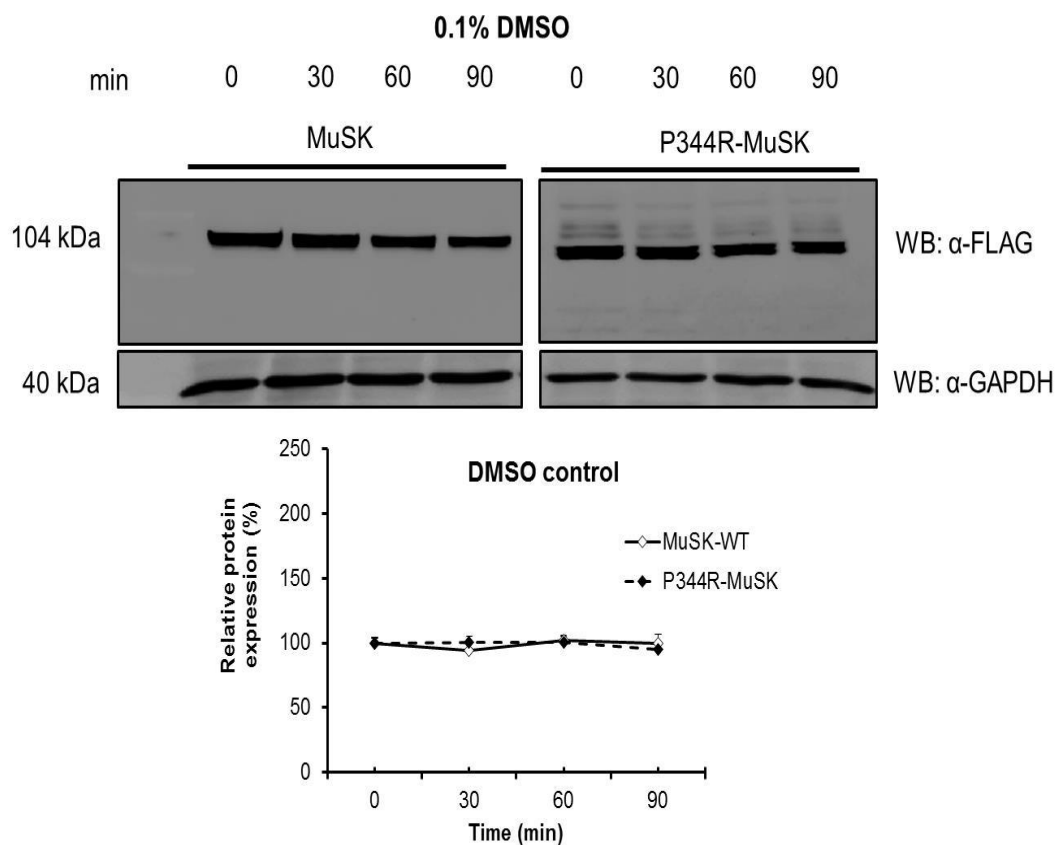 0.1% DMSO
min 0 30 60 90 0 30 60 90
MuSK P344R-MuSK
104 kDa WB: α-FLAG
40 kDa WB: α-GAPDH
DMSO control
250
200
150
100
50
0
Relative protein
expression (%)
MuSK-WT
P344R-MuSK
0 30 60 90
Time (min)